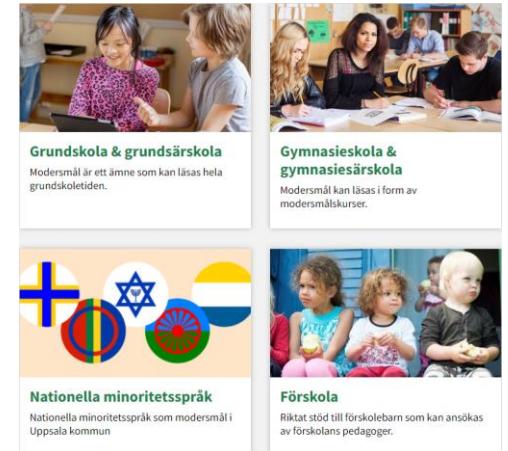 Grundskola & grundsärskola
Modersmål är ett ämne som kan läsas hela
grundskoletiden.
Gymnasieskola &
gymnasiesärskola
Modersmål kan läsas i form av
modersmålskurser.
Nationella minoritetsspråk
Nationella minoritetsspråk som modersmål i
Uppsala kommun
Förskola
Riktat stöd till förskolebarn som kan ansökas
av förskolans pedagoger.